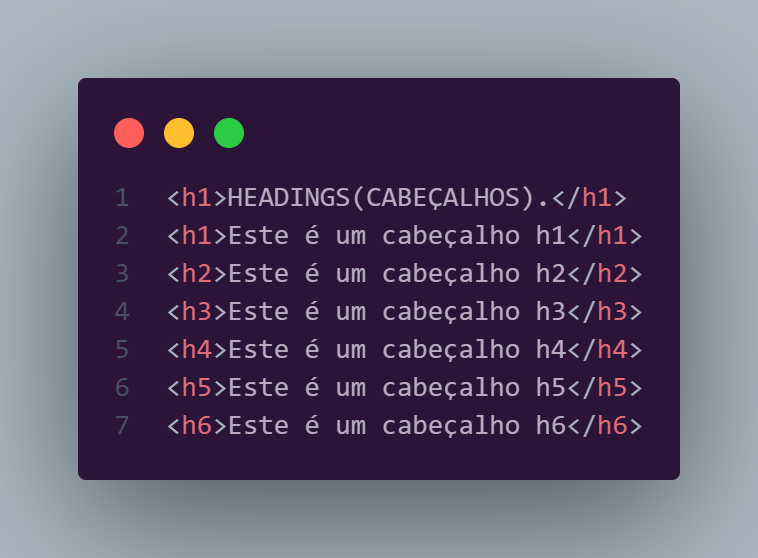 1 <h1>HEADINGS(CABEÇALHOS).</h1>
2 <h1>Este é um cabeçalho h1</h1>
3 <h2>Este é um cabeçalho h2</h2>
4 <h3>Este é um cabeçalho h3</h3>
5 <h4>Este é um cabeçalho h4</h4>
6 <h5>Este é um cabeçalho h5</h5>
7 <h6>Este é um cabeçalho h6</h6>